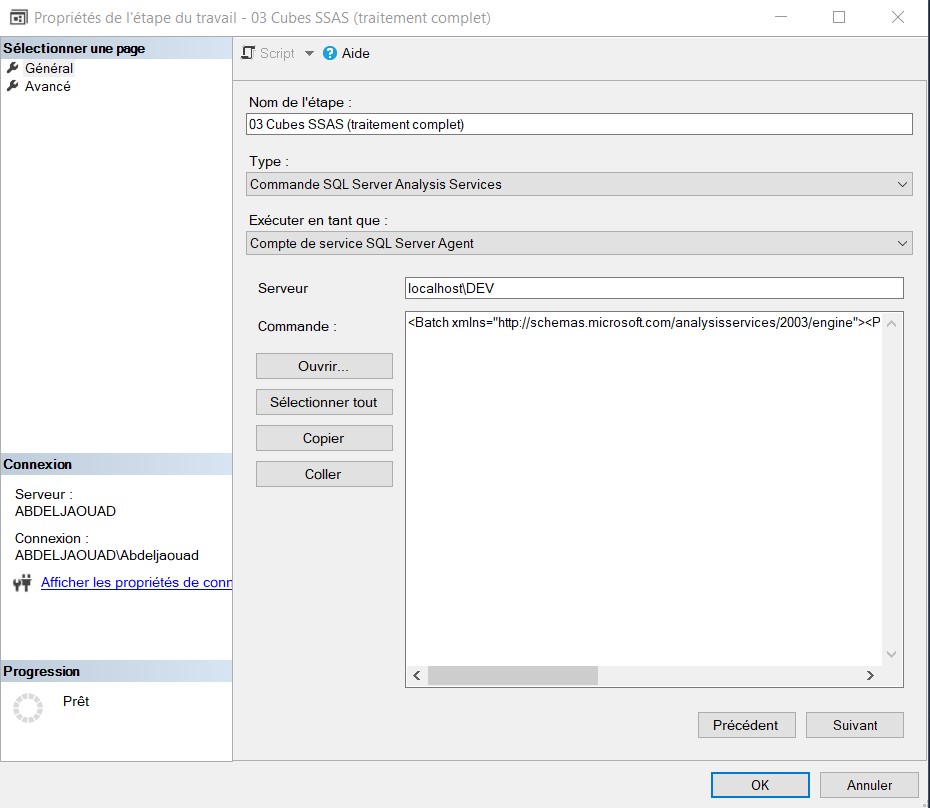 Propriétés de l'étape du travail - 03 Cubes SSAS (traitement complet)
Sélectionner une page
Général
Avancé
Script
Aide
Nom de l'étape :
03 Cubes SSAS (traitement complet)
Type :
Commande SQL Server Analysis Services
Exécuter en tant que :
Compte de service SQL Server Agent
Serveur
localhost\DEV
Commande :
<Batch xmlns="http://schemas.microsoft.com/analysisservices/2003/engine"><P
Ouvrir...
Sélectionner tout
Copier
Coller
Connexion
Serveur :
ABDELJAOUAD
Connexion :
ABDELJAOUAD\Abdeljaouad
Afficher les propriétés de conn
Progression
Prêt
Précédent
Suivant
OK
Annuler